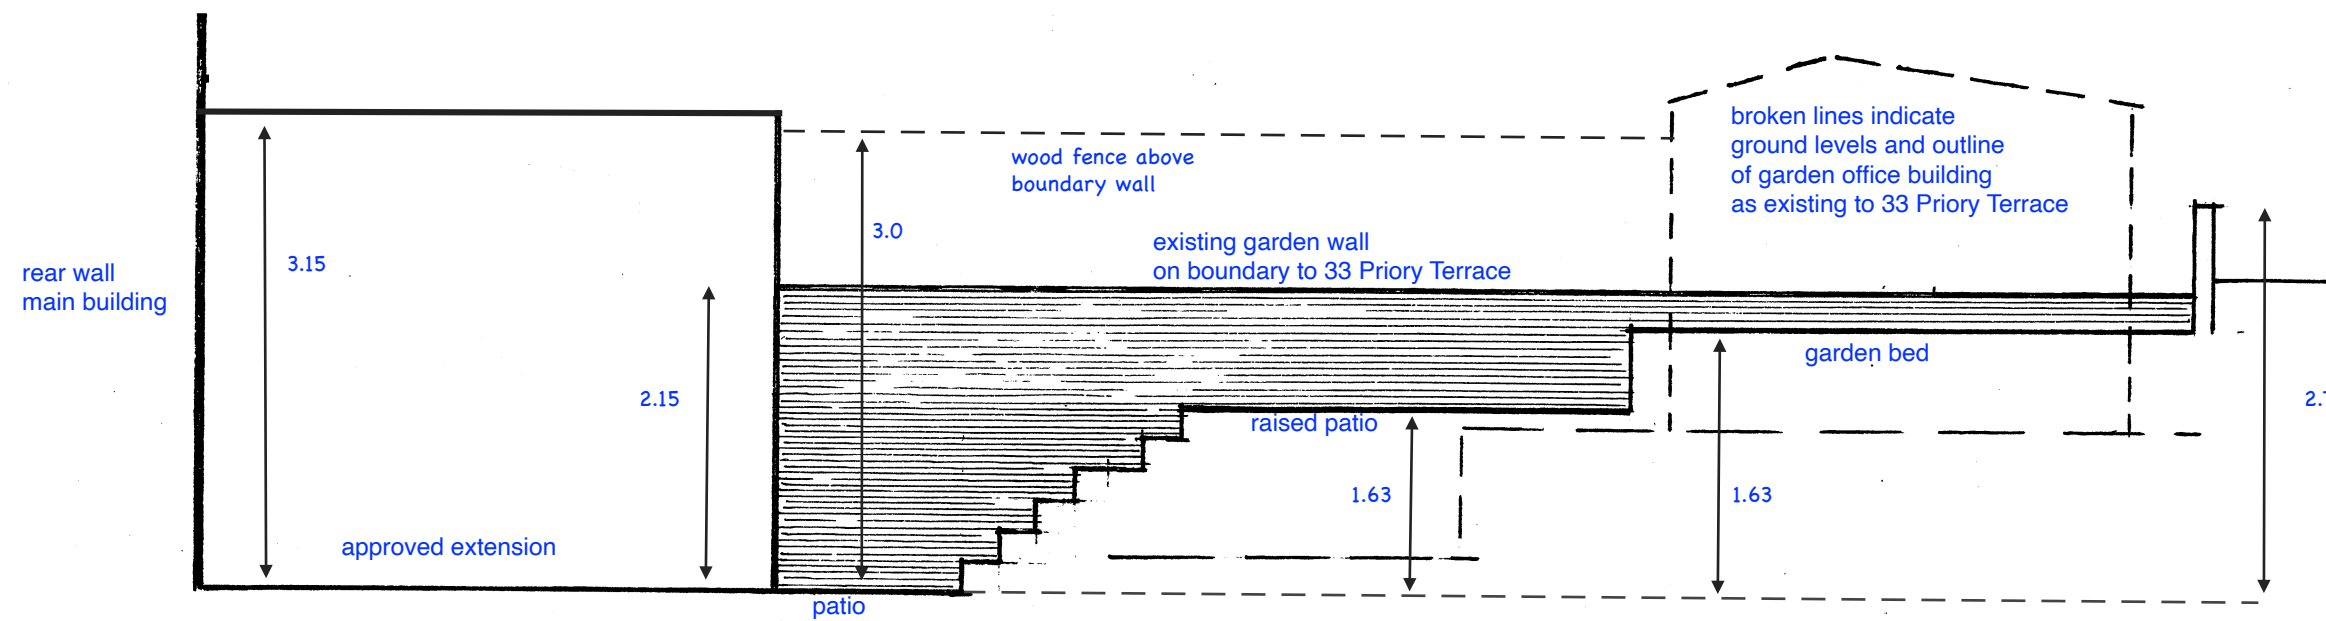 broken lines indicate
ground levels and outline
of garden office building
as existing to 33 Priory Terrace
wood fence above
boundary wall
3.0
existing garden wall
on boundary to 33 Priory Terrace
rear wall
main building
3.15
2.15
garden bed
raised patio
1.63
1.63
approved extension
patio